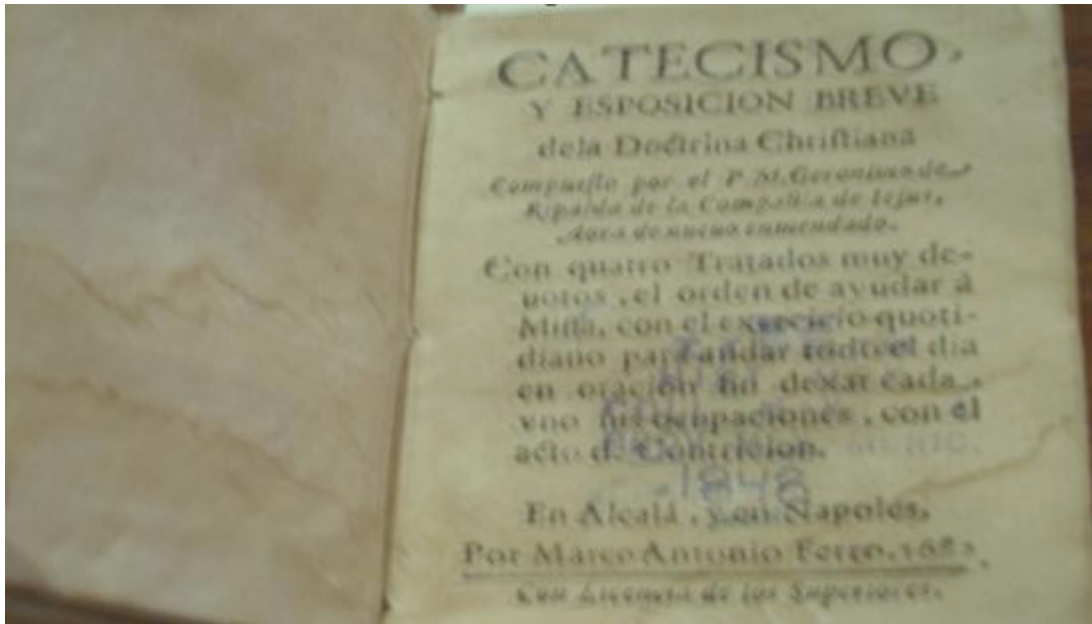 CATECISMO,
Y ESPOSICION BREVE
dela Doctrina Chriſtiana
Compueſto por el P. M. Geronimo de
Ripalda de la Compañia de Ieſus,
Aora de nueuo enmendado.
Con quatro Tratados muy de-
uotos, el orden de ayudar à
Miſſa, con el exercicio quoti-
diano para andar todo el dia
en oracion ſin dexar cada
vno ſus ocupaciones, con el
acto de Contricion.
1848
En Alcalà, y en Napoles,
Por Marco Antonio Ferro.
Con Licencia de los Superiores.